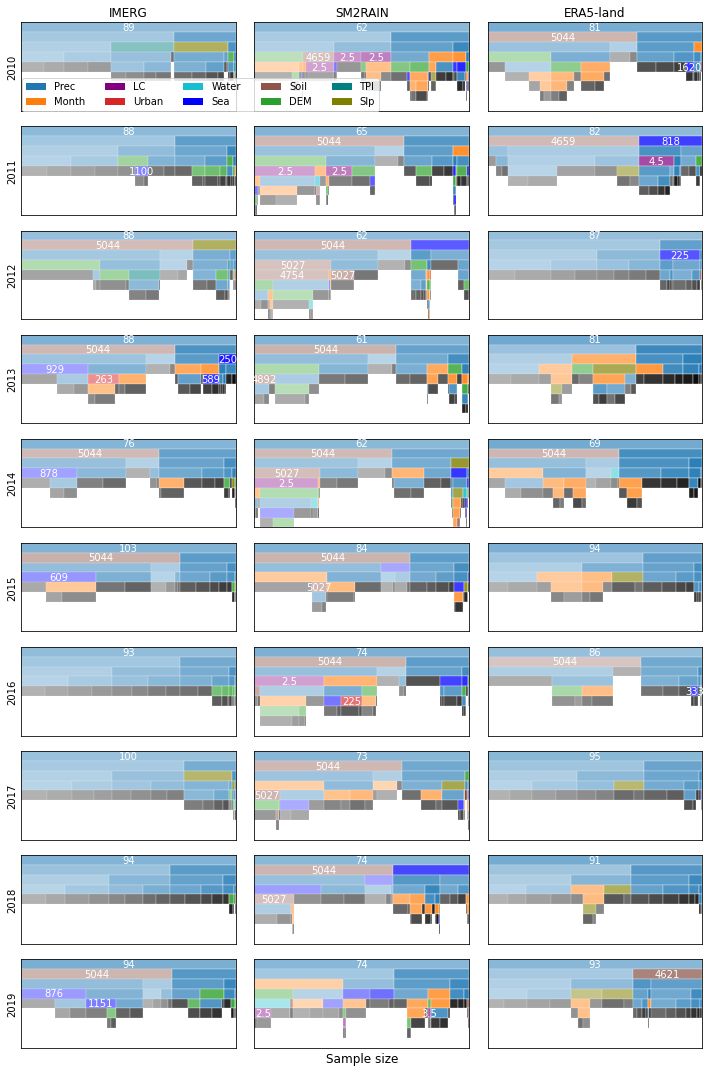 IMERG SM2RAIN ERA5-land
2010
89 62 81
5044
4659 2.5 2.5
2.5 1620
Prec LC Water Soil TPI
Month Urban Sea DEM Slp
2011
88 65 82
5044 4659 818
2.5 2.5 4.5
1100
2012
88 62 87
5044 5044
225
5027
4754 5027
2013
88 61 81
5044 5044
250
929
263 589 4892
2014
76 62 69
5044 5044 5044
878 5027
2.5
2015
103 84 94
5044
609
5027
2016
93 74 86
5044 5044
2.5
333
225
2017
100 73 95
5044
5027
2018
94 74 91
5044
5027
2019
94 74 93
5044 4621
876
1151
2.5 3.5
Sample size